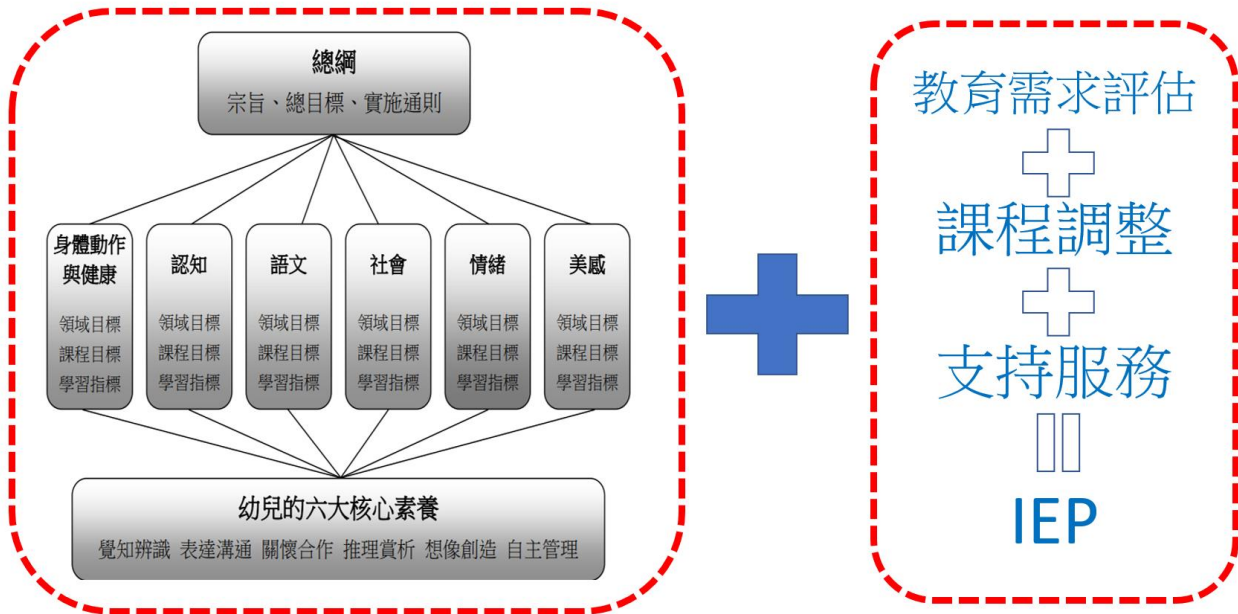 總綱
宗旨、總目標、實施通則
身體動作
與健康
領域目標
課程目標
學習指標
認知
領域目標
課程目標
學習指標
語文
領域目標
課程目標
學習指標
社會
領域目標
課程目標
學習指標
情緒
領域目標
課程目標
學習指標
美感
領域目標
課程目標
學習指標
幼兒的六大核心素養
覺知辨識 表達溝通 關懷合作 推理賞析 想像創造 自主管理
教育需求評估
課程調整
支持服務
IEP